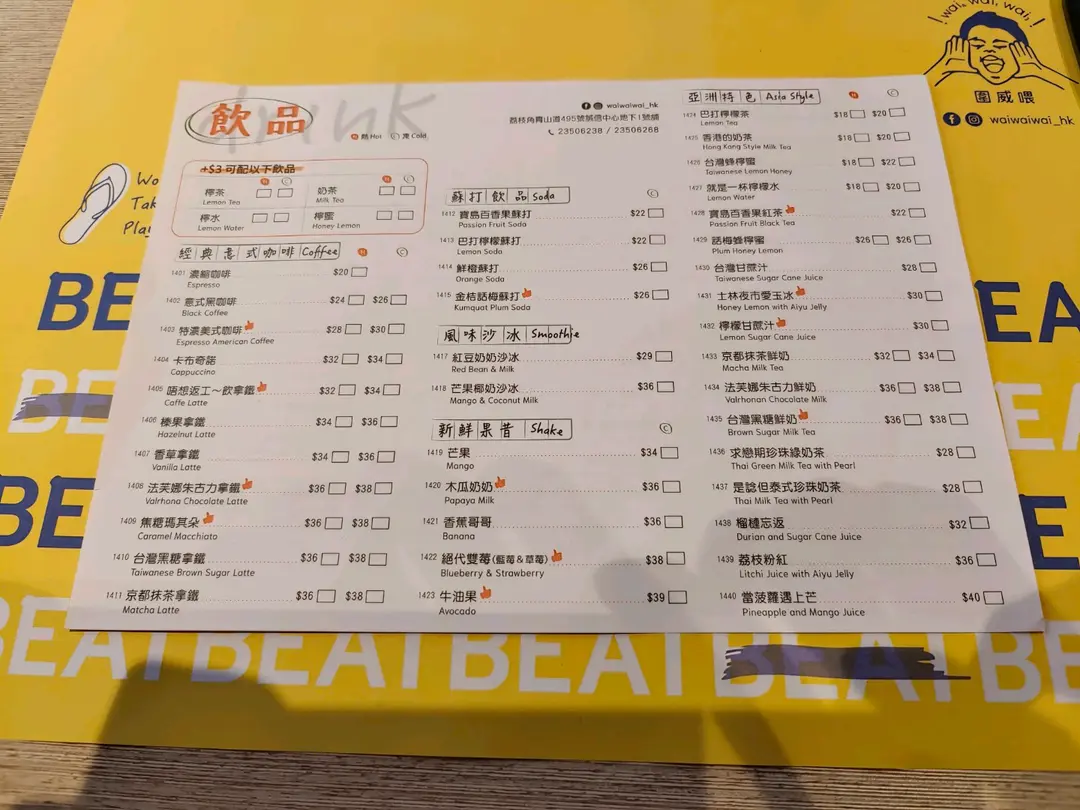 wai, wai, wai,
圍威喂
waiwaiwai_hk
Wo
Tak
Play
drink
飲品
熱 Hot
凍 Cold
waiwaiwai_hk
荔枝角青山道495號誠信中心地下1號舖
23506238 / 23506268
+$3 可配以下飲品
H C H C
檸茶 奶茶
Lemon Tea Milk Tea
檸水 檸蜜
Lemon Water Honey Lemon
經典意式咖啡 Coffee H C
1401 濃縮咖啡 $20
Espresso
1402 意式黑咖啡 $24 $26
Black Coffee
1403 特濃美式咖啡 $28 $30
Espresso American Coffee
1404 卡布奇諾 $32 $34
Cappuccino
1405 唔想返工～飲拿鐵 $32 $34
Caffe Latte
1406 榛果拿鐵 $34 $36
Hazelnut Latte
1407 香草拿鐵 $34 $36
Vanilla Latte
1408 法芙娜朱古力拿鐵 $36 $38
Valrhona Chocolate Latte
1409 焦糖瑪其朵 $36 $38
Caramel Macchiato
1410 台灣黑糖拿鐵 $36 $38
Taiwanese Brown Sugar Latte
1411 京都抹茶拿鐵 $36 $38
Matcha Latte
蘇打飲品 Soda C
1412 寶島百香果蘇打 $22
Passion Fruit Soda
1413 巴打檸檬蘇打 $22
Lemon Soda
1414 鮮橙蘇打 $26
Orange Soda
1415 金桔話梅蘇打 $26
Kumquat Plum Soda
風味沙冰 Smoothie
1417 紅豆奶奶沙冰 $29
Red Bean & Milk
1418 芒果椰奶沙冰 $36
Mango & Coconut Milk
新鮮果昔 Shake C
1419 芒果 $34
Mango
1420 木瓜奶奶 $36
Papaya Milk
1421 香蕉哥哥 $36
Banana
1422 絕代雙莓(藍莓&草莓) $38
Blueberry & Strawberry
1423 牛油果 $39
Avocado
亞洲特色 Asia Style H C
1424 巴打檸檬茶 $18 $20
Lemon Tea
1425 香港的奶茶 $18 $20
Hong Kong Style Milk Tea
1426 台灣蜂檸蜜 $18 $22
Taiwanese Lemon Honey
1427 就是一杯檸檬水 $18 $20
Lemon Water
1428 寶島百香果紅茶 $22
Passion Fruit Black Tea
1429 話梅蜂檸蜜 $26 $26
Plum Honey Lemon
1430 台灣甘蔗汁 $28
Taiwanese Sugar Cane Juice
1431 士林夜市愛玉冰 $30
Honey Lemon with Aiyu Jelly
1432 檸檬甘蔗汁 $30
Lemon Sugar Cane Juice
1433 京都抹茶鮮奶 $32 $34
Macha Milk Tea
1434 法芙娜朱古力鮮奶 $36 $38
Valrhonan Chocolate Milk
1435 台灣黑糖鮮奶 $36 $38
Brown Sugar Milk Tea
1436 求戀期珍珠綠奶茶 $28
Thai Green Milk Tea with Pearl
1437 是諗但泰式珍珠奶茶 $28
Thai Milk Tea with Pearl
1438 榴槤忘返 $32
Durian and Sugar Cane Juice
1439 荔枝粉紅 $36
Litchi Juice with Aiyu Jelly
1440 當菠蘿遇上芒 $40
Pineapple and Mango Juice
BE
EA
BEAT
BEATBEATBEATBEATBE